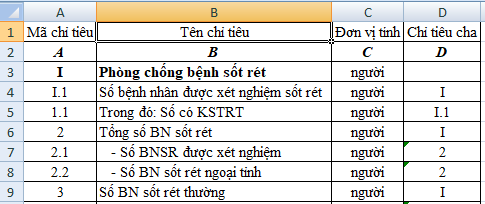 A B C D
1 Mã chỉ tiêu Tên chỉ tiêu Đơn vị tính Chỉ tiêu cha
2 A B C D
3 I Phòng chống bệnh sốt rét người
4 I.1 Số bệnh nhân được xét nghiệm sốt rét người I
5 1.1 Trong đó: Số có KSTRT người I.1
6 2 Tổng số BN sốt rét người I
7 2.1 - Số BNSR được xét nghiệm người 2
8 2.2 - Số BN sốt rét ngoại tỉnh người 2
9 3 Số BN sốt rét thường người I